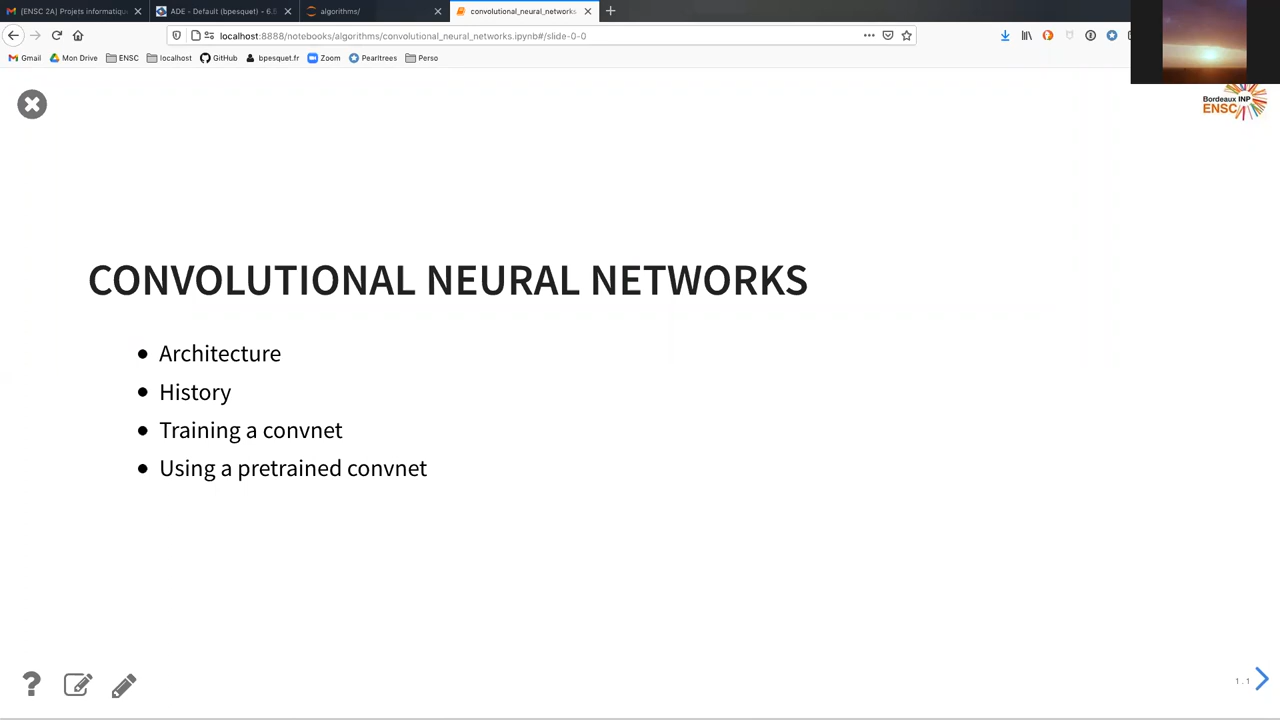 [ENSC 2A] Projets informatiqu
ADE - Default (bpesquet) - 6.8
algorithms/
convolutional_neural_networks
localhost:8888/notebooks/algorithms/convolutional_neural_networks.ipynb#/slide-0-0
Gmail
Mon Drive
ENSC
localhost
GitHub
bpesquet.fr
Zoom
Pearltrees
Perso
Bordeaux INP
ENSC
CONVOLUTIONAL NEURAL NETWORKS
Architecture
History
Training a convnet
Using a pretrained convnet
1.1